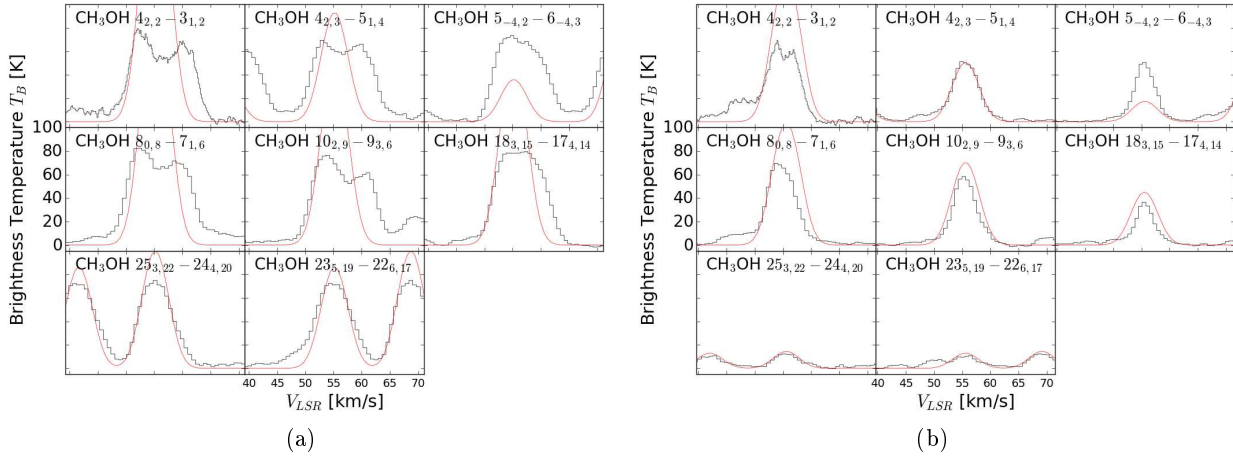 CH₃OH 4₂,₂ − 3₁,₂
CH₃OH 4₂,₃ − 5₁,₄
CH₃OH 5₋₄,₂ − 6₋₄,₃
CH₃OH 8₀,₈ − 7₁,₆
CH₃OH 10₂,₉ − 9₃,₆
CH₃OH 18₃,₁₅ − 17₄,₁₄
CH₃OH 25₃,₂₂ − 24₄,₂₀
CH₃OH 23₅,₁₉ − 22₆,₁₇
Brightness Temperature T_B [K]
100
80
60
40
20
0
40 45 50 55 60 65 70
V_LSR [km/s]
(a)
CH₃OH 4₂,₂ − 3₁,₂
CH₃OH 4₂,₃ − 5₁,₄
CH₃OH 5₋₄,₂ − 6₋₄,₃
CH₃OH 8₀,₈ − 7₁,₆
CH₃OH 10₂,₉ − 9₃,₆
CH₃OH 18₃,₁₅ − 17₄,₁₄
CH₃OH 25₃,₂₂ − 24₄,₂₀
CH₃OH 23₅,₁₉ − 22₆,₁₇
Brightness Temperature T_B [K]
100
80
60
40
20
0
40 45 50 55 60 65 70
V_LSR [km/s]
(b)